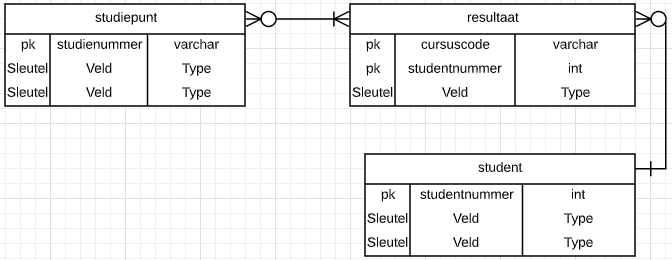 studiepunt
pk studienummer varchar
Sleutel Veld Type
Sleutel Veld Type
resultaat
pk cursuscode varchar
pk studentnummer int
Sleutel Veld Type
student
pk studentnummer int
Sleutel Veld Type
Sleutel Veld Type